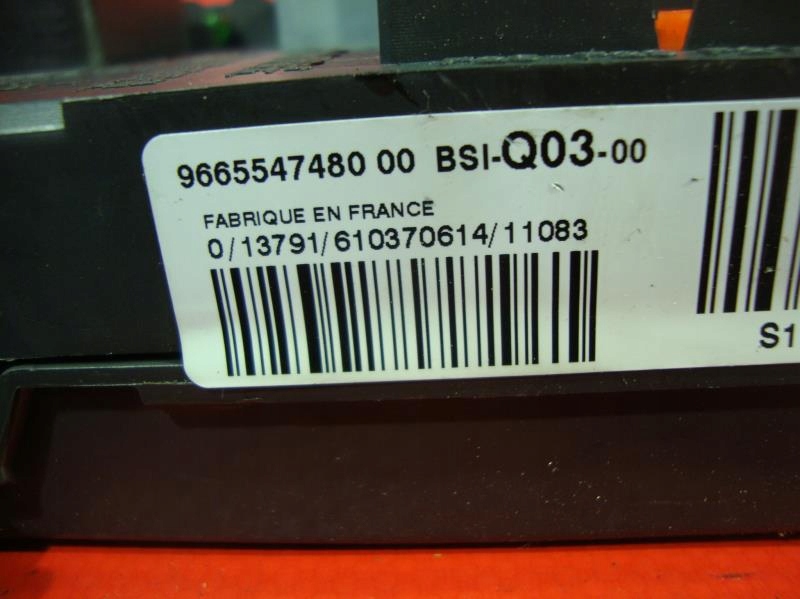 9665547480 00 BSI-Q03-00
FABRIQUE EN FRANCE
0/13791/610370614/11083
S1